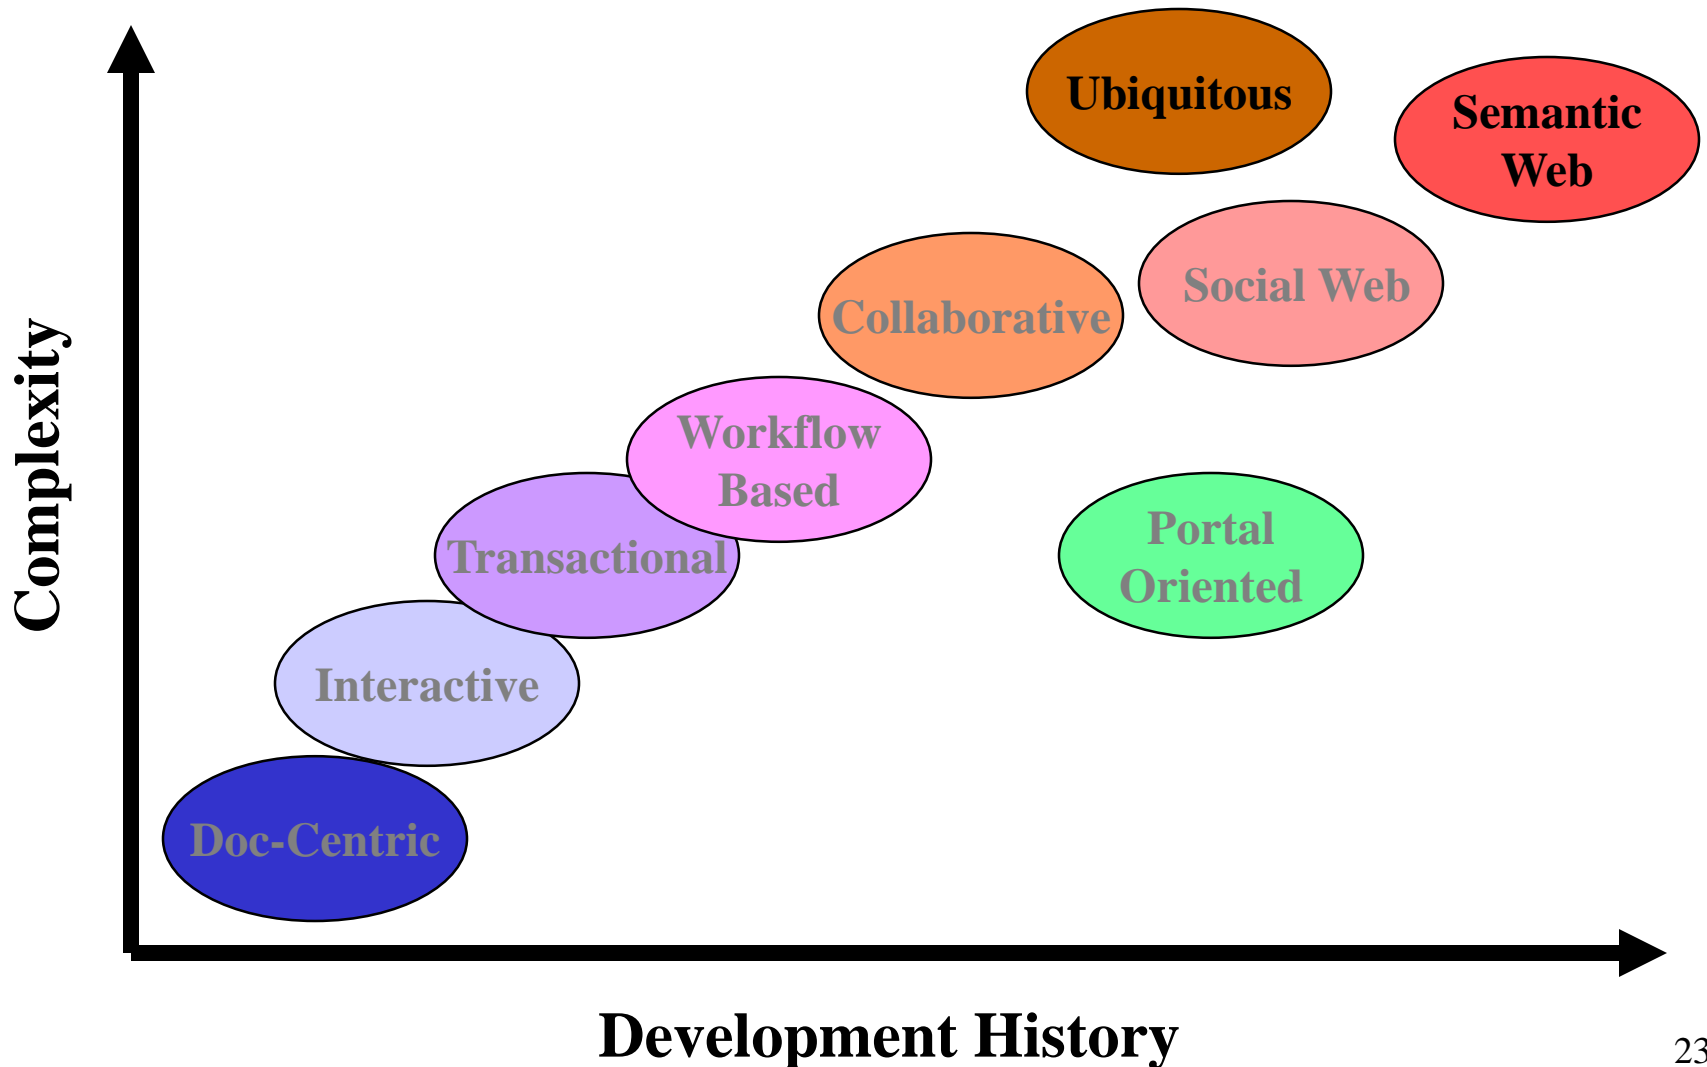 Ubiquitous
Semantic
Web
Social Web
Collaborative
Workflow
Based
Portal
Oriented
Transactional
Interactive
Doc-Centric
Complexity
Development History
23